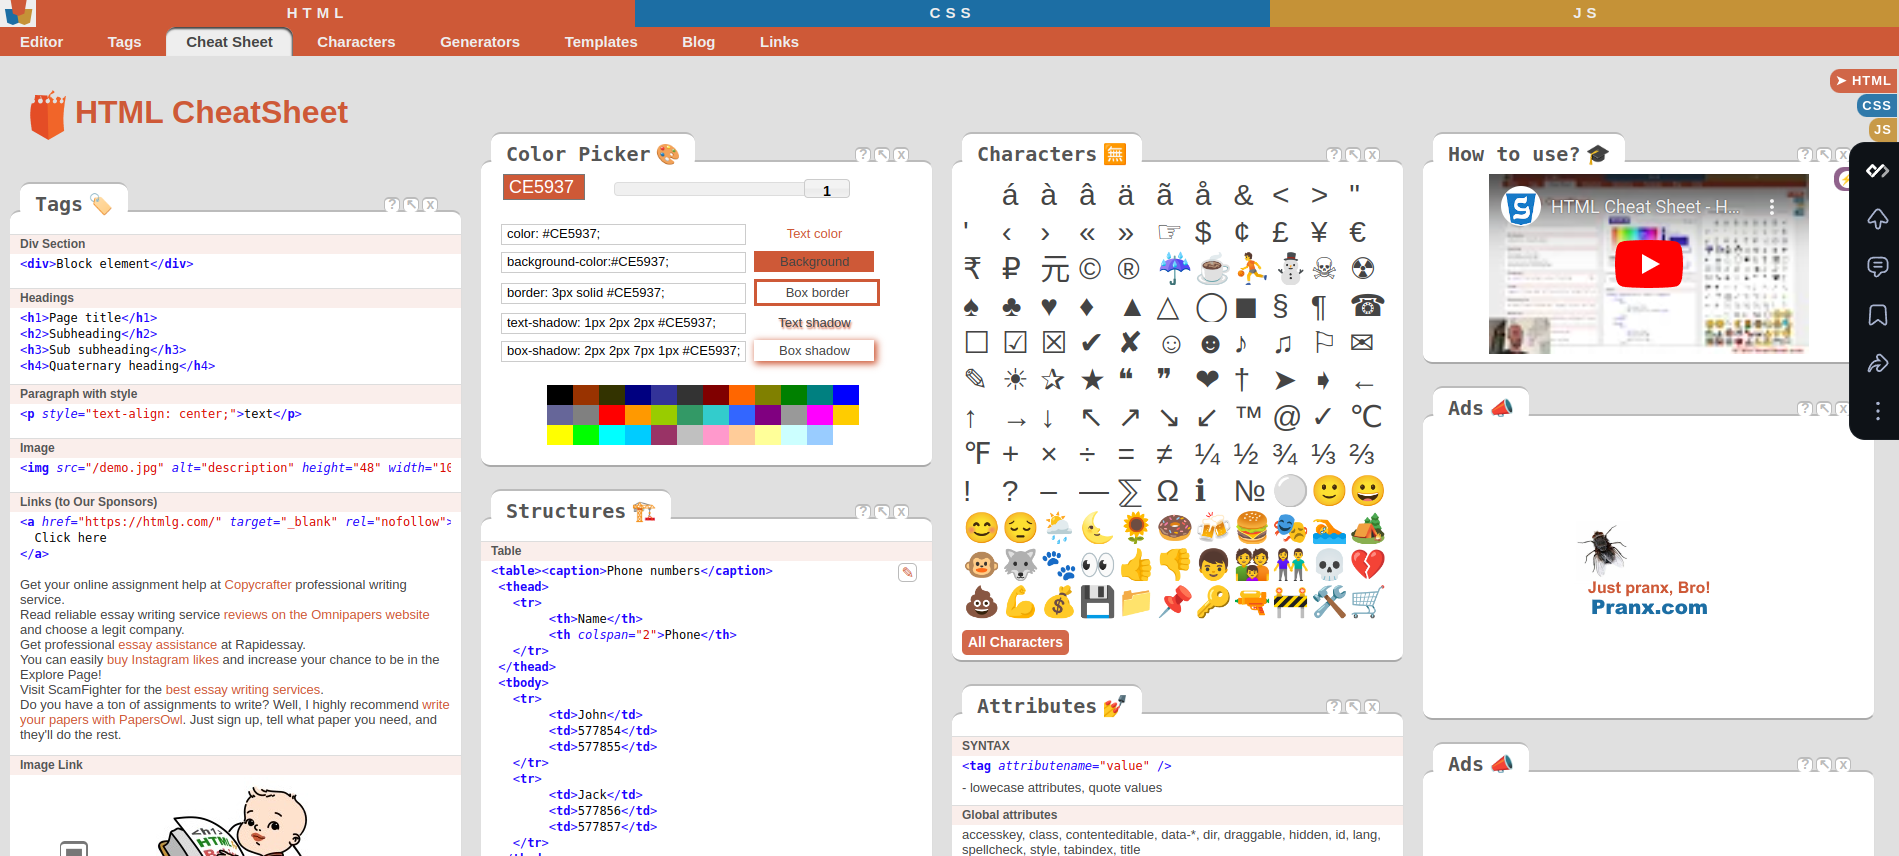 HTML
CSS
JS
Editor
Tags
Cheat Sheet
Characters
Generators
Templates
Blog
Links
HTML CheatSheet
➤ HTML
CSS
JS
Tags 🏷️
? ↖ x
Div Section
<div>Block element</div>
Headings
<h1>Page title</h1>
<h2>Subheading</h2>
<h3>Sub subheading</h3>
<h4>Quaternary heading</h4>
Paragraph with style
<p style="text-align: center;">text</p>
Image
<img src="/demo.jpg" alt="description" height="48" width="10
Links (to Our Sponsors)
<a href="https://htmlg.com/" target="_blank" rel="nofollow">
Click here
</a>
Get your online assignment help at Copycrafter professional writing
service.
Read reliable essay writing service reviews on the Omnipapers website
and choose a legit company.
Get professional essay assistance at Rapidessay.
You can easily buy Instagram likes and increase your chance to be in the
Explore Page!
Visit ScamFighter for the best essay writing services.
Do you have a ton of assignments to write? Well, I highly recommend write
your papers with PapersOwl. Just sign up, tell what paper you need, and
they'll do the rest.
Image Link
<h1>
HTML
Color Picker 🎨
? ↖ x
CE5937
1
color: #CE5937;
Text color
background-color:#CE5937;
Background
border: 3px solid #CE5937;
Box border
text-shadow: 1px 2px 2px #CE5937;
Text shadow
box-shadow: 2px 2px 7px 1px #CE5937;
Box shadow
Structures 🏗️
? ↖ x
Table
<table><caption>Phone numbers</caption>
<thead>
<tr>
<th>Name</th>
<th colspan="2">Phone</th>
</tr>
</thead>
<tbody>
<tr>
<td>John</td>
<td>577854</td>
<td>577855</td>
</tr>
<tr>
<td>Jack</td>
<td>577856</td>
<td>577857</td>
</tr>
Characters 🈚
? ↖ x
á à â ä ã å & < > "
' ‹ › « » ☞ $ ¢ £ ¥ €
₹ ₽ 元 © ® ☔ ☕ ⛹ ⛄ ☠ ☢
♠ ♣ ♥ ♦ ▲ △ ◯ ■ § ¶ ☎
☐ ☑ ☒ ✔ ✘ ☺ ☻ ♪ ♫ ⚐ ✉
✎ ☀ ✰ ★ ❝ ❞ ❤ † ➤ ➧ ←
↑ → ↓ ↖ ↗ ↘ ↙ ™ @ ✓ ℃
℉ + × ÷ = ≠ ¼ ½ ¾ ⅓ ⅔
! ? – — ⅀ Ω ℹ № ⚪ 🙂 😀
😊 😔 🌦 🌜 🌻 🍩 🍻 🍔 🎭 🏊 🏕
🐵 🐺 🐾 👀 👍 👎 👦 👪 👫 💀 💔
💩 💪 💰 💾 📁 📌 🔑 🔫 🚧 🛠 🛒
All Characters
Attributes 💅
? ↖ x
SYNTAX
<tag attributename="value" />
- lowecase attributes, quote values
Global attributes
accesskey, class, contenteditable, data-*, dir, draggable, hidden, id, lang,
spellcheck, style, tabindex, title
How to use? 🎓
? ↖ x
HTML Cheat Sheet - H...
Ads 📣
? ↖ x
Just pranx, Bro!
Pranx.com
Ads 📣
? ↖ x